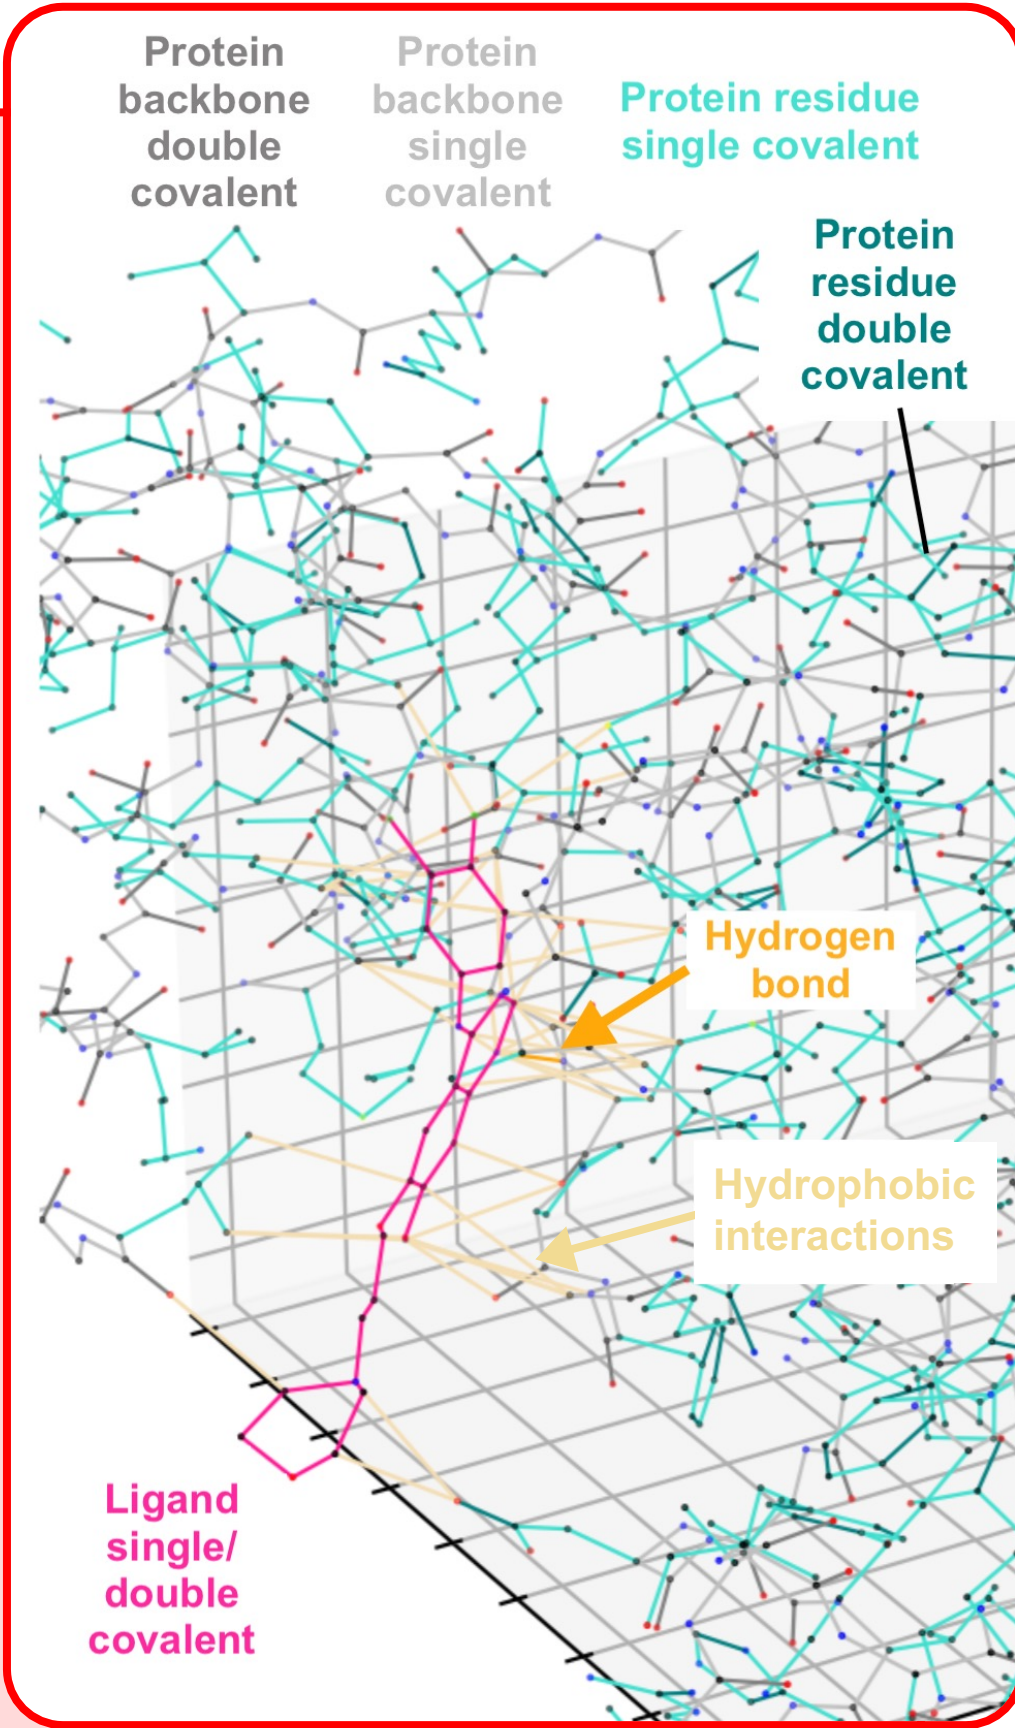 Protein
backbone
double
covalent
Protein
backbone
single
covalent
Protein residue
single covalent
Protein
residue
double
covalent
Hydrogen
bond
Hydrophobic
interactions
Ligand
single/
double
covalent